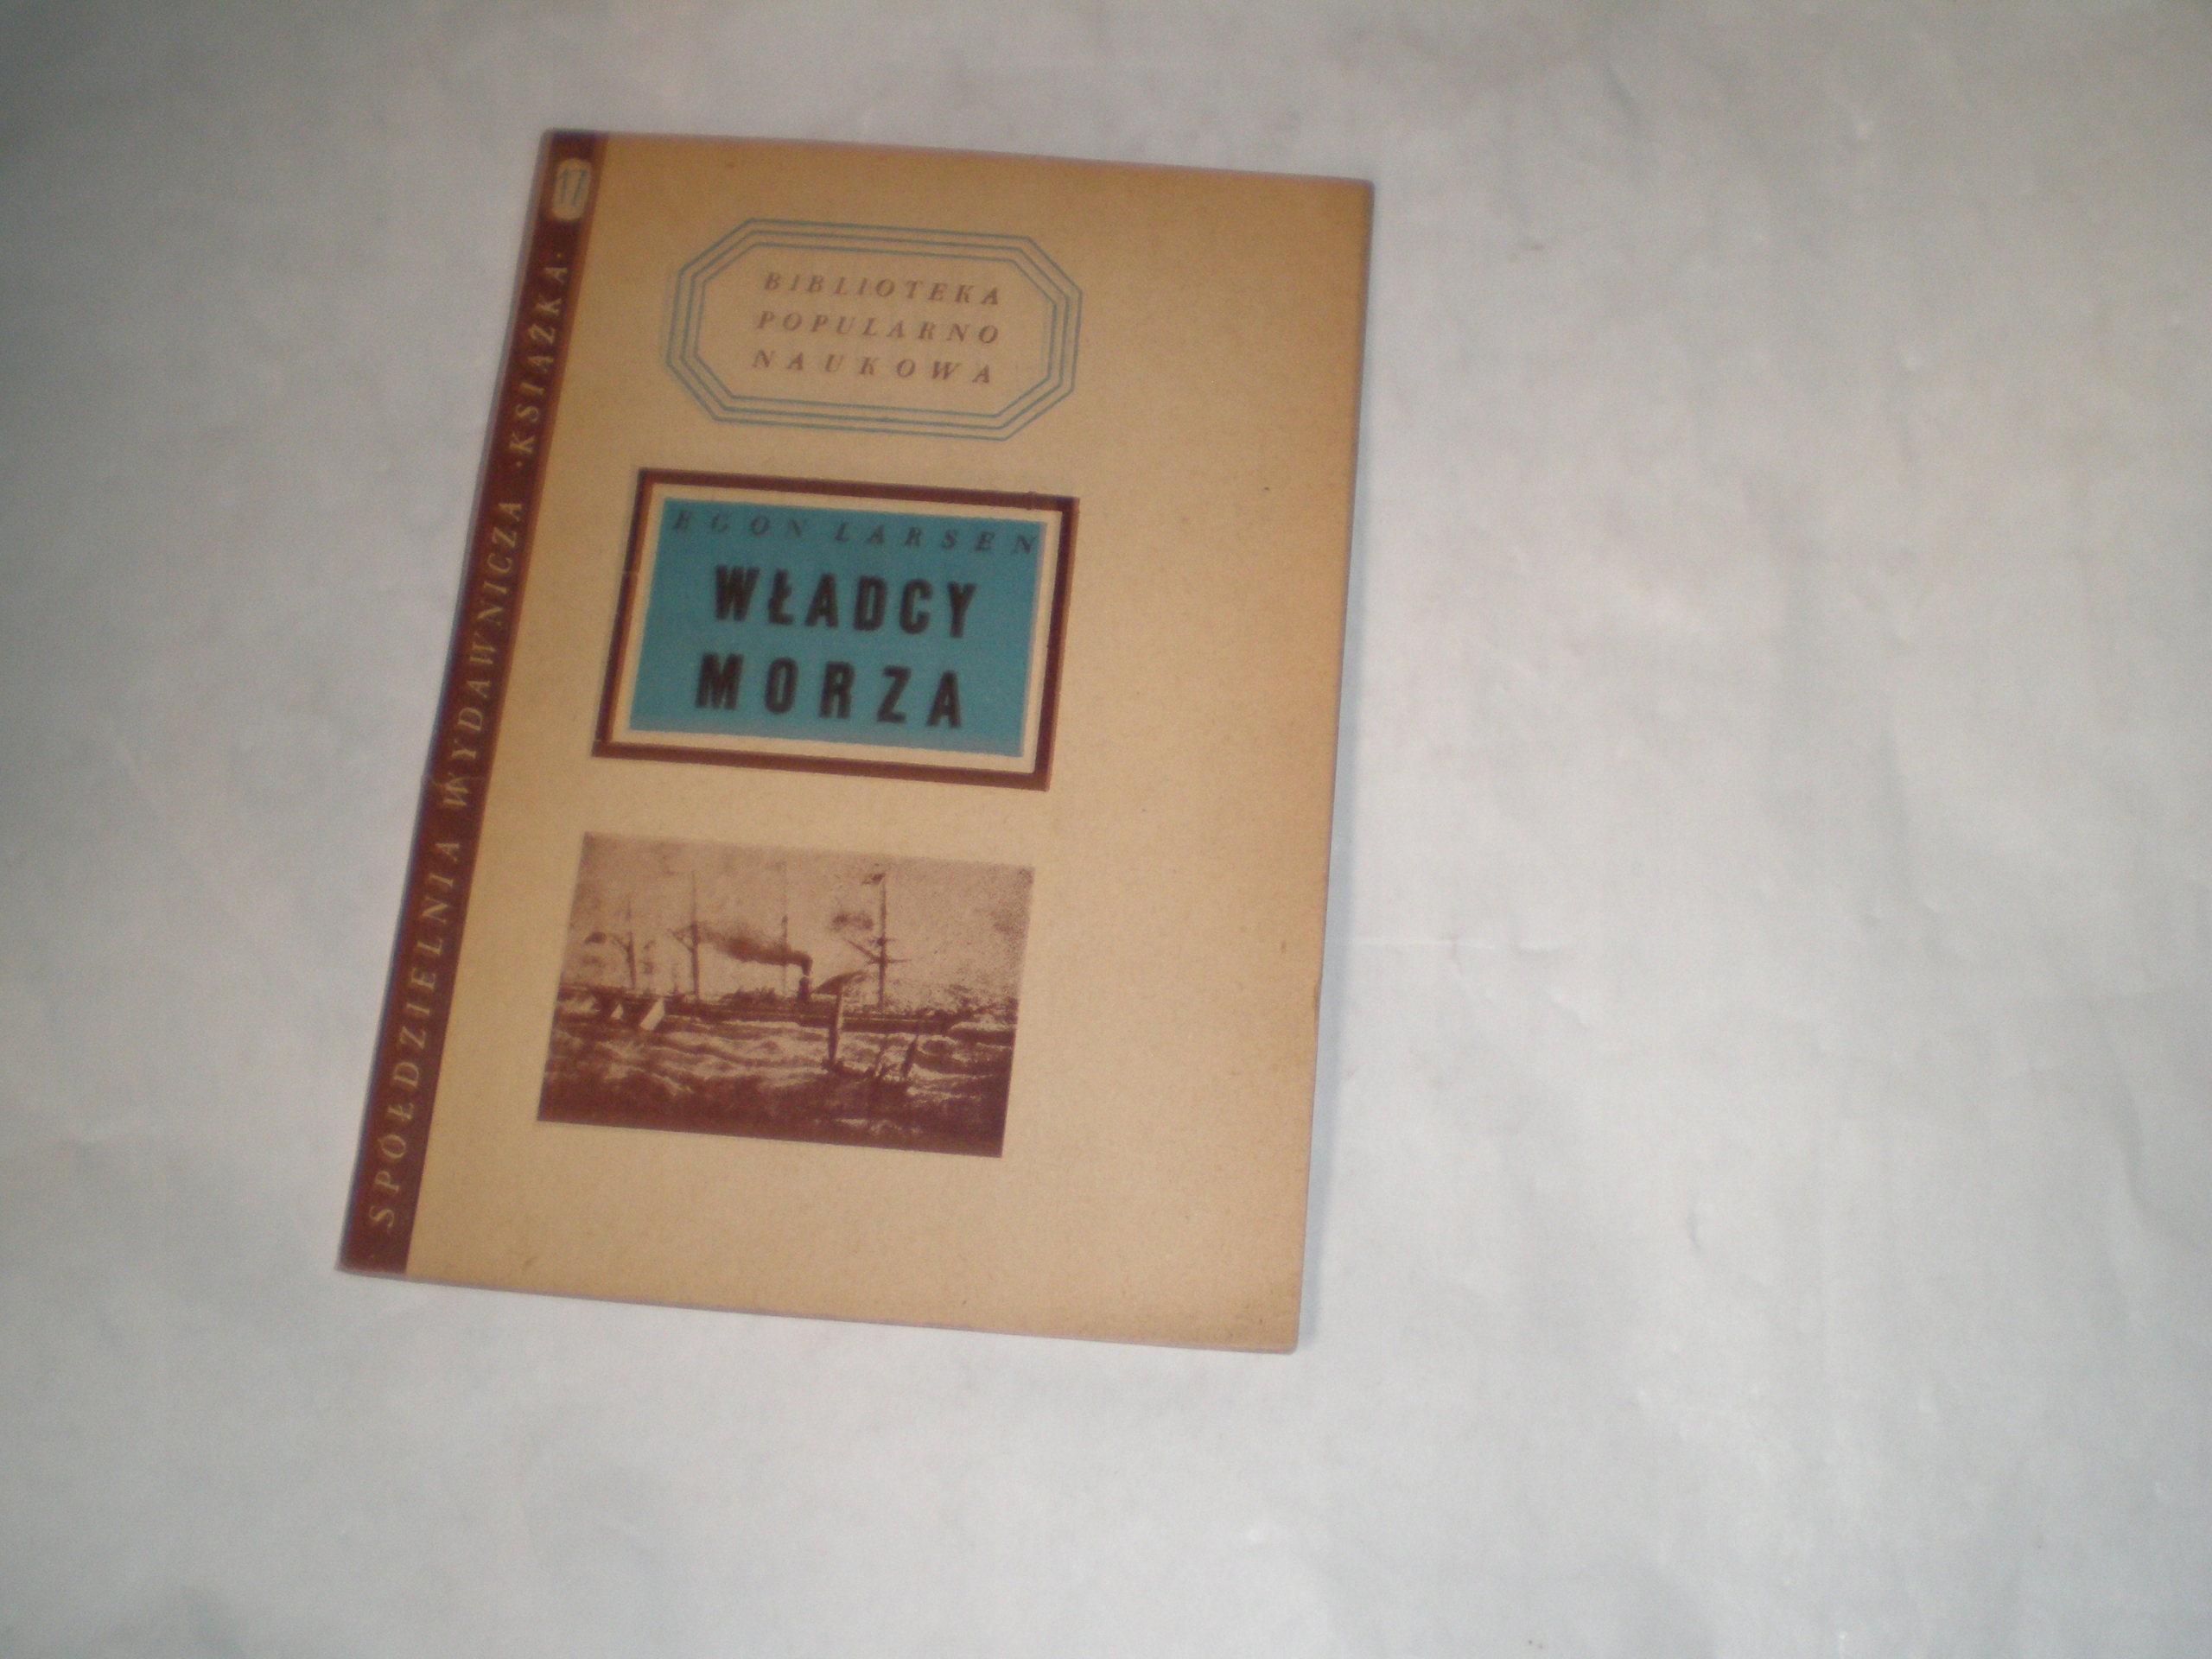 17
SPÓŁDZIELNIA WYDAWNICZA ·KSIĄŻKA·
BIBLIOTEKA
POPULARNO
NAUKOWA
EGON LARSEN
WŁADCY
MORZA